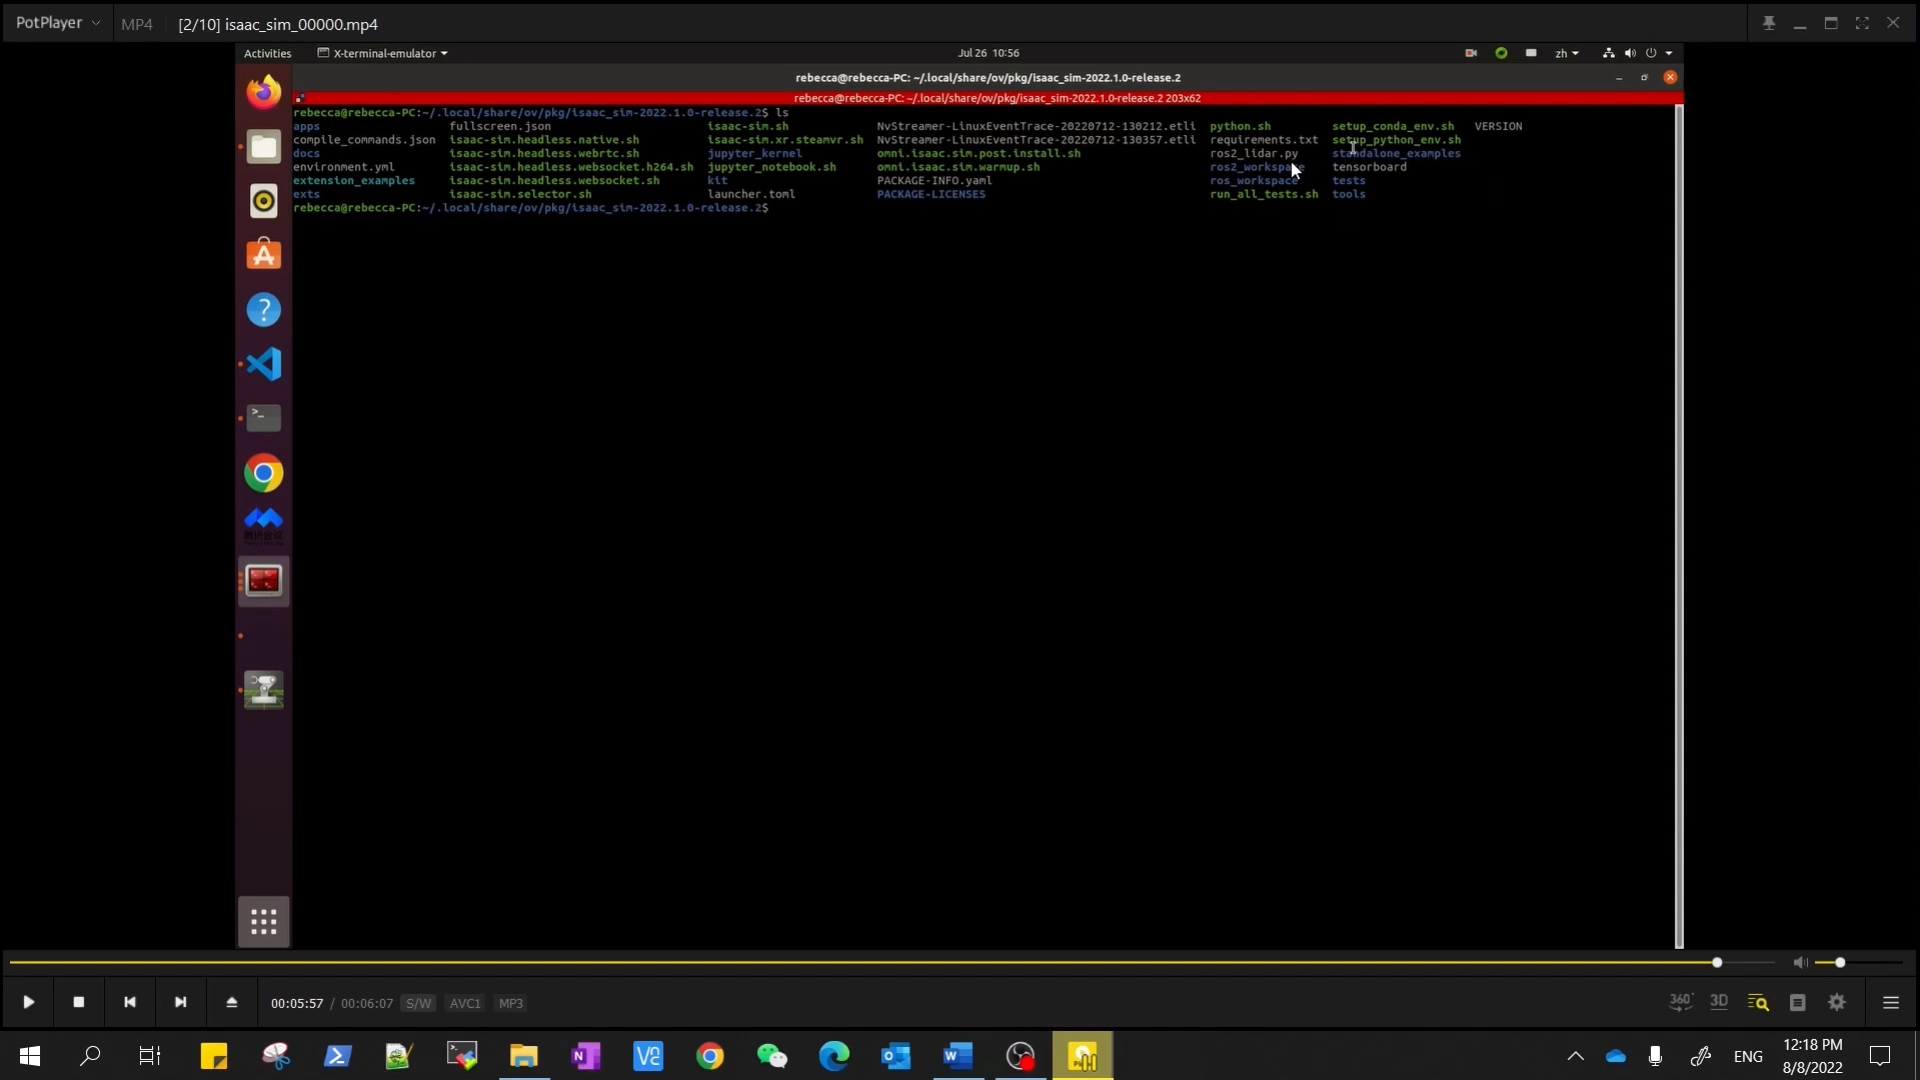 PotPlayer MP4 [2/10] isaac_sim_00000.mp4
Activities X-terminal-emulator Jul 26 10:56 zh
rebecca@rebecca-PC: ~/.local/share/ov/pkg/isaac_sim-2022.1.0-release.2
rebecca@rebecca-PC: ~/.local/share/ov/pkg/isaac_sim-2022.1.0-release.2 203x62
rebecca@rebecca-PC:~/.local/share/ov/pkg/isaac_sim-2022.1.0-release.2$ ls
apps fullscreen.json isaac-sim.sh NvStreamer-LinuxEventTrace-20220712-130212.etli python.sh setup_conda_env.sh VERSION
compile_commands.json isaac-sim.headless.native.sh isaac-sim.xr.steamvr.sh NvStreamer-LinuxEventTrace-20220712-130357.etli requirements.txt setup_python_env.sh
docs isaac-sim.headless.webrtc.sh jupyter_kernel omni.isaac.sim.post.install.sh ros2_lidar.py standalone_examples
environment.yml isaac-sim.headless.websocket.h264.sh jupyter_notebook.sh omni.isaac.sim.warmup.sh ros2_workspace tensorboard
extension_examples isaac-sim.headless.websocket.sh kit PACKAGE-INFO.yaml ros_workspace tests
exts isaac-sim.selector.sh launcher.toml PACKAGE-LICENSES run_all_tests.sh tools
rebecca@rebecca-PC:~/.local/share/ov/pkg/isaac_sim-2022.1.0-release.2$
00:05:57 / 00:06:07 S/W AVC1 MP3 360° 3D
ENG 12:18 PM
8/8/2022